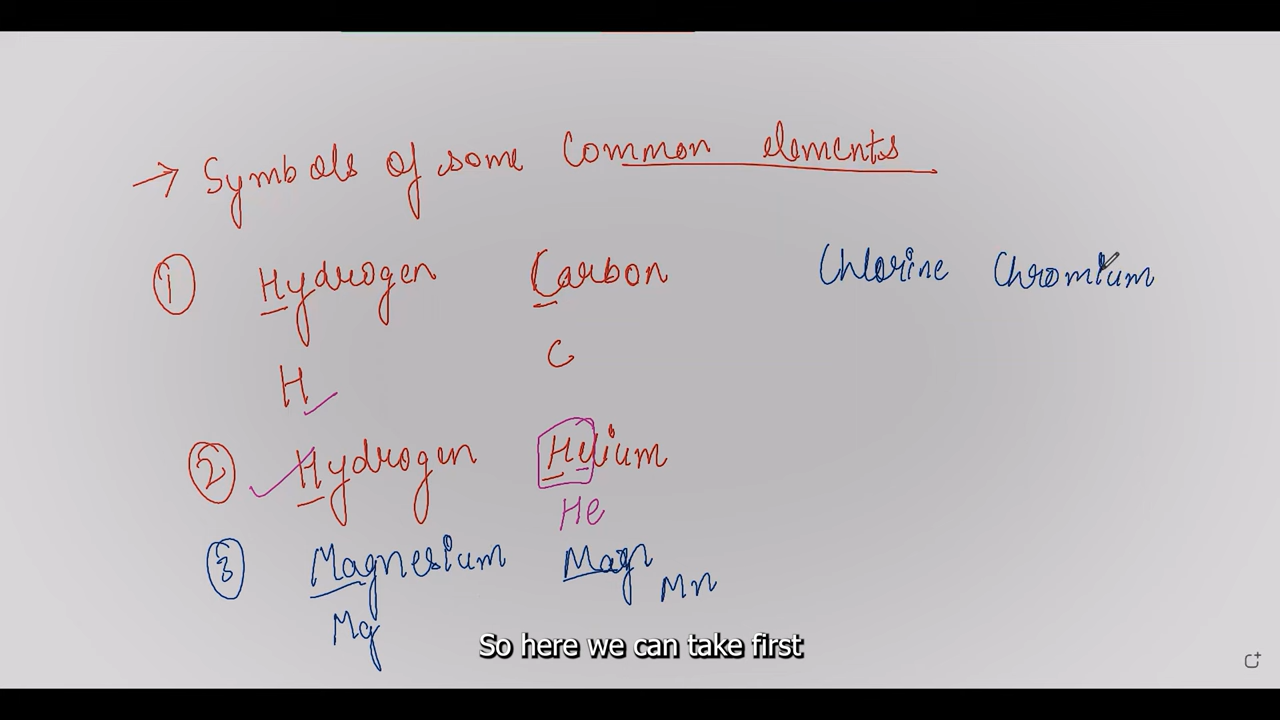 → Symbols of some Common elements
① Hydrogen Carbon Chlorine Chromium
H C
② Hydrogen Helium
He
③ Magnesium Magn Mn
Mg
So here we can take first